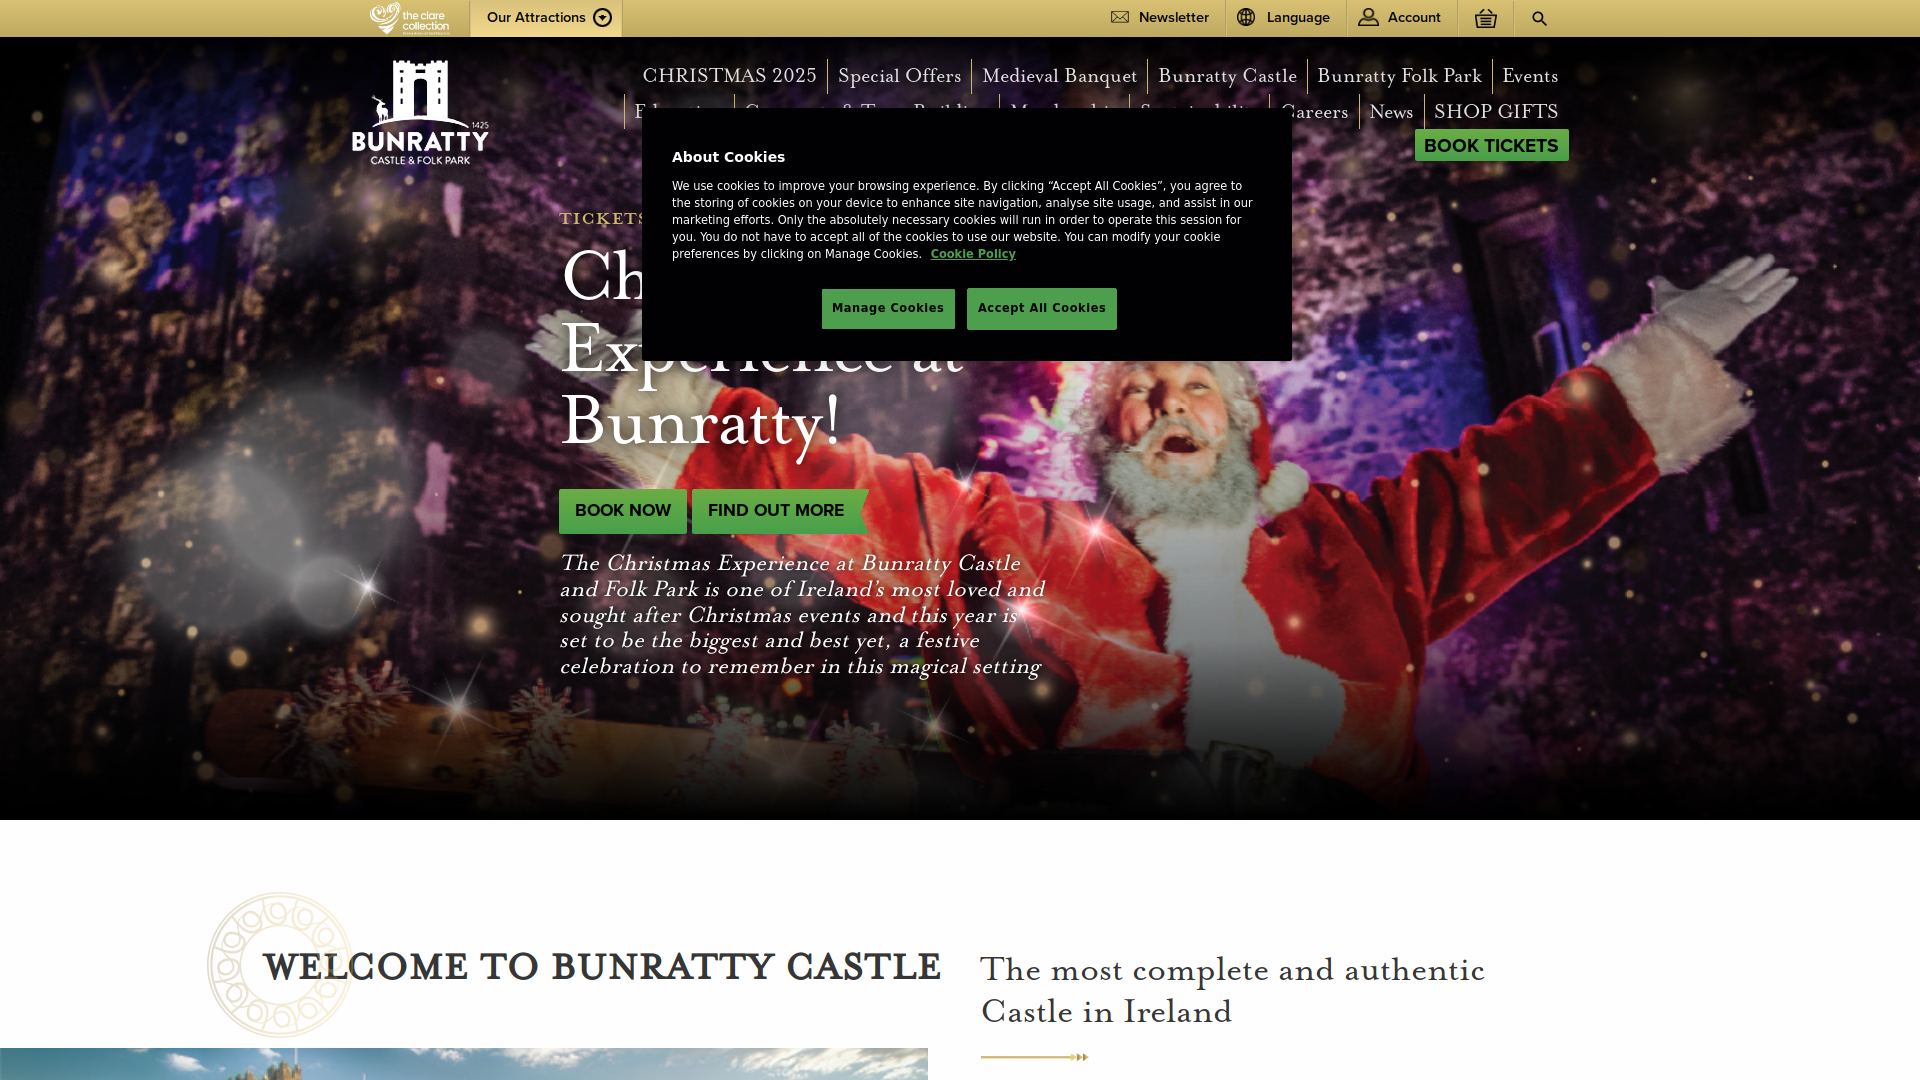 the clare
collection
Our Attractions
Newsletter
Language
Account
CHRISTMAS 2025
Special Offers
Medieval Banquet
Bunratty Castle
Bunratty Folk Park
Events
Careers
News
SHOP GIFTS
BOOK TICKETS
1425
BUNRATTY
CASTLE & FOLK PARK
About Cookies
We use cookies to improve your browsing experience. By clicking “Accept All Cookies”, you agree to
the storing of cookies on your device to enhance site navigation, analyse site usage, and assist in our
marketing efforts. Only the absolutely necessary cookies will run in order to operate this session for
you. You do not have to accept all of the cookies to use our website. You can modify your cookie
preferences by clicking on Manage Cookies. Cookie Policy
Manage Cookies
Accept All Cookies
TICKETS
Experience at
Bunratty!
BOOK NOW
FIND OUT MORE
The Christmas Experience at Bunratty Castle
and Folk Park is one of Ireland’s most loved and
sought after Christmas events and this year is
set to be the biggest and best yet, a festive
celebration to remember in this magical setting
WELCOME TO BUNRATTY CASTLE
The most complete and authentic
Castle in Ireland